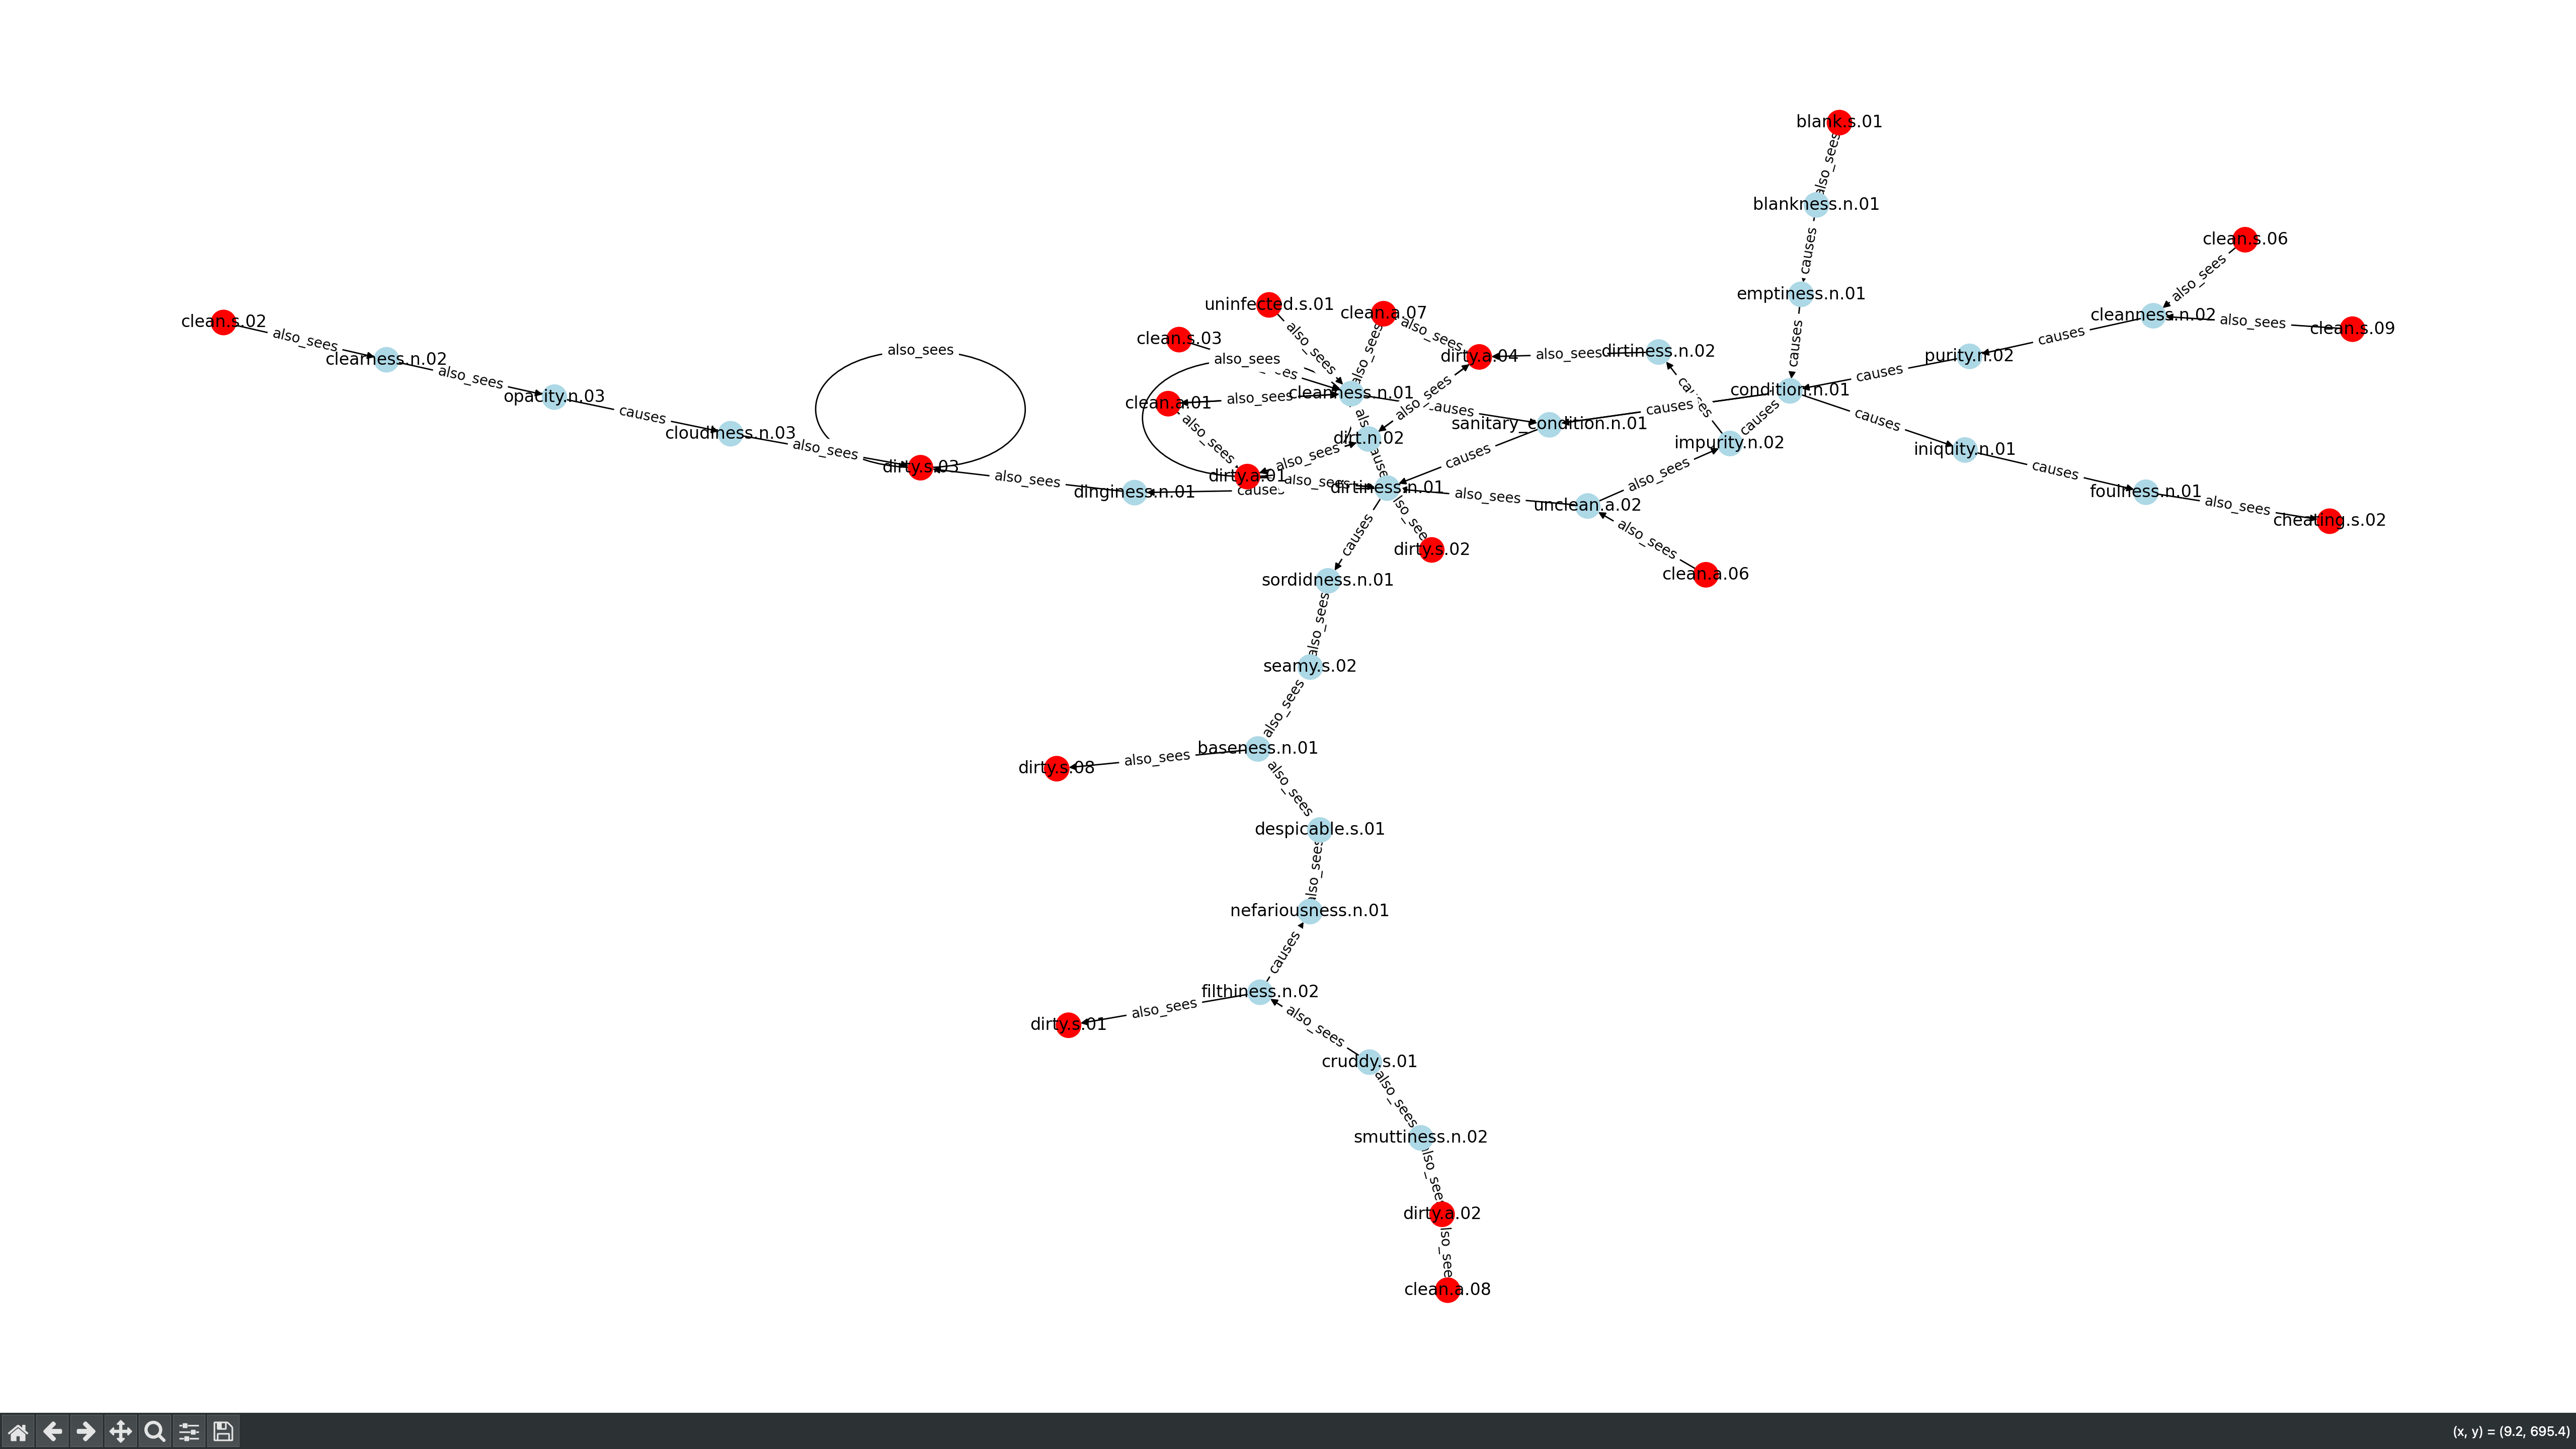 blank.s.01
also_sees
blankness.n.01
causes
clean.s.06
also_sees
emptiness.n.01
causes
uninfected.s.01
also_sees
clean.a.07
also_sees
also_sees
cleanness.n.02
also_sees
clean.s.09
causes
clean.s.02
also_sees
clearness.n.02
also_sees
opacity.n.03
causes
cloudiness.n.03
also_sees
dirty.s.03
also_sees
also_sees
dinginess.n.01
causes
clean.s.03
also_sees
clean.a.01
also_sees
cleanness.n.01
also_sees
dirty.a.01
also_sees
also_sees
dirt.n.02
also_sees
dirty.a.04
also_sees
dirtiness.n.02
causes
sanitary_condition.n.01
causes
condition.n.01
causes
purity.n.02
causes
causes
impurity.n.02
causes
iniquity.n.01
causes
foulness.n.01
also_sees
cheating.s.02
dirtiness.n.01
also_sees
unclean.a.02
also_sees
also_sees
clean.a.06
dirty.s.02
causes
sordidness.n.01
also_sees
seamy.s.02
also_sees
baseness.n.01
also_sees
dirty.s.08
also_sees
despicable.s.01
also_sees
nefariousness.n.01
causes
filthiness.n.02
also_sees
dirty.s.01
also_sees
cruddy.s.01
also_sees
smuttiness.n.02
dirty.a.02
clean.a.08
(x, y) = (9.2, 695.4)